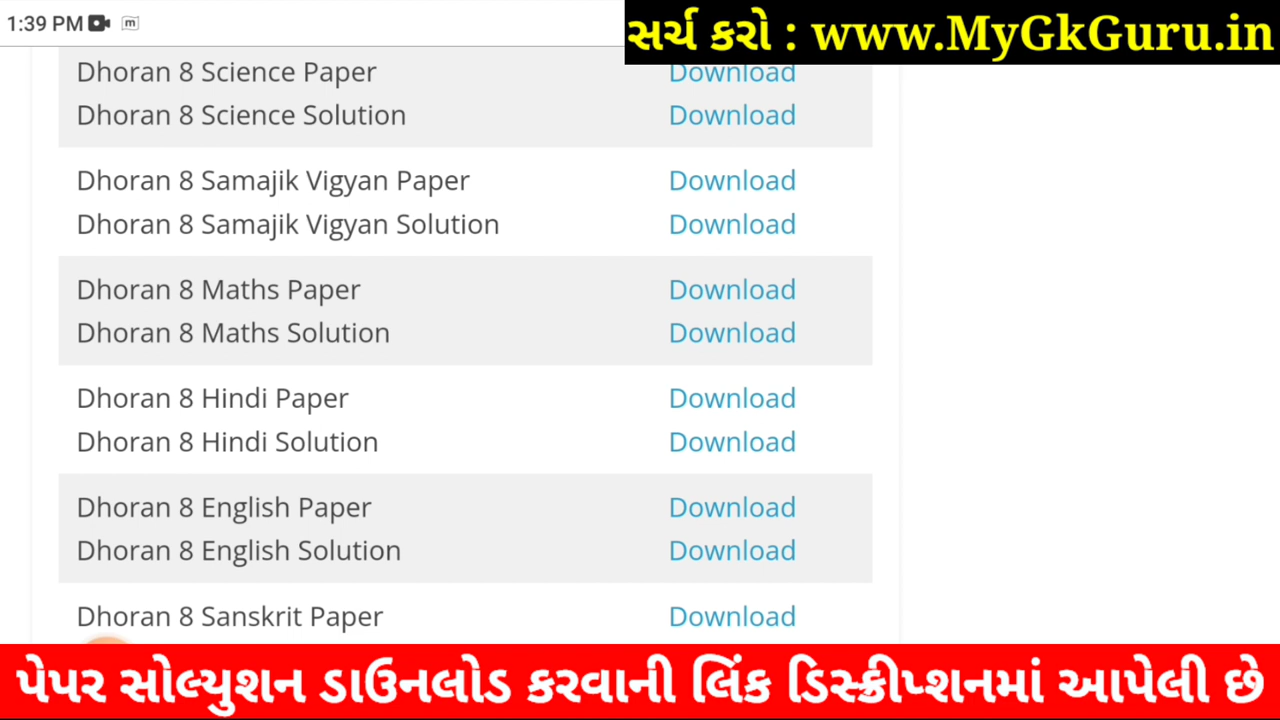 1:39 PM
સર્ચ કરો : www.MyGkGuru.in
Dhoran 8 Science Paper Download
Dhoran 8 Science Solution Download
Dhoran 8 Samajik Vigyan Paper Download
Dhoran 8 Samajik Vigyan Solution Download
Dhoran 8 Maths Paper Download
Dhoran 8 Maths Solution Download
Dhoran 8 Hindi Paper Download
Dhoran 8 Hindi Solution Download
Dhoran 8 English Paper Download
Dhoran 8 English Solution Download
Dhoran 8 Sanskrit Paper Download
પેપર સોલ્યુશન ડાઉનલોડ કરવાની લિંક ડિસ્ક્રીપ્શનમાં આપેલી છે